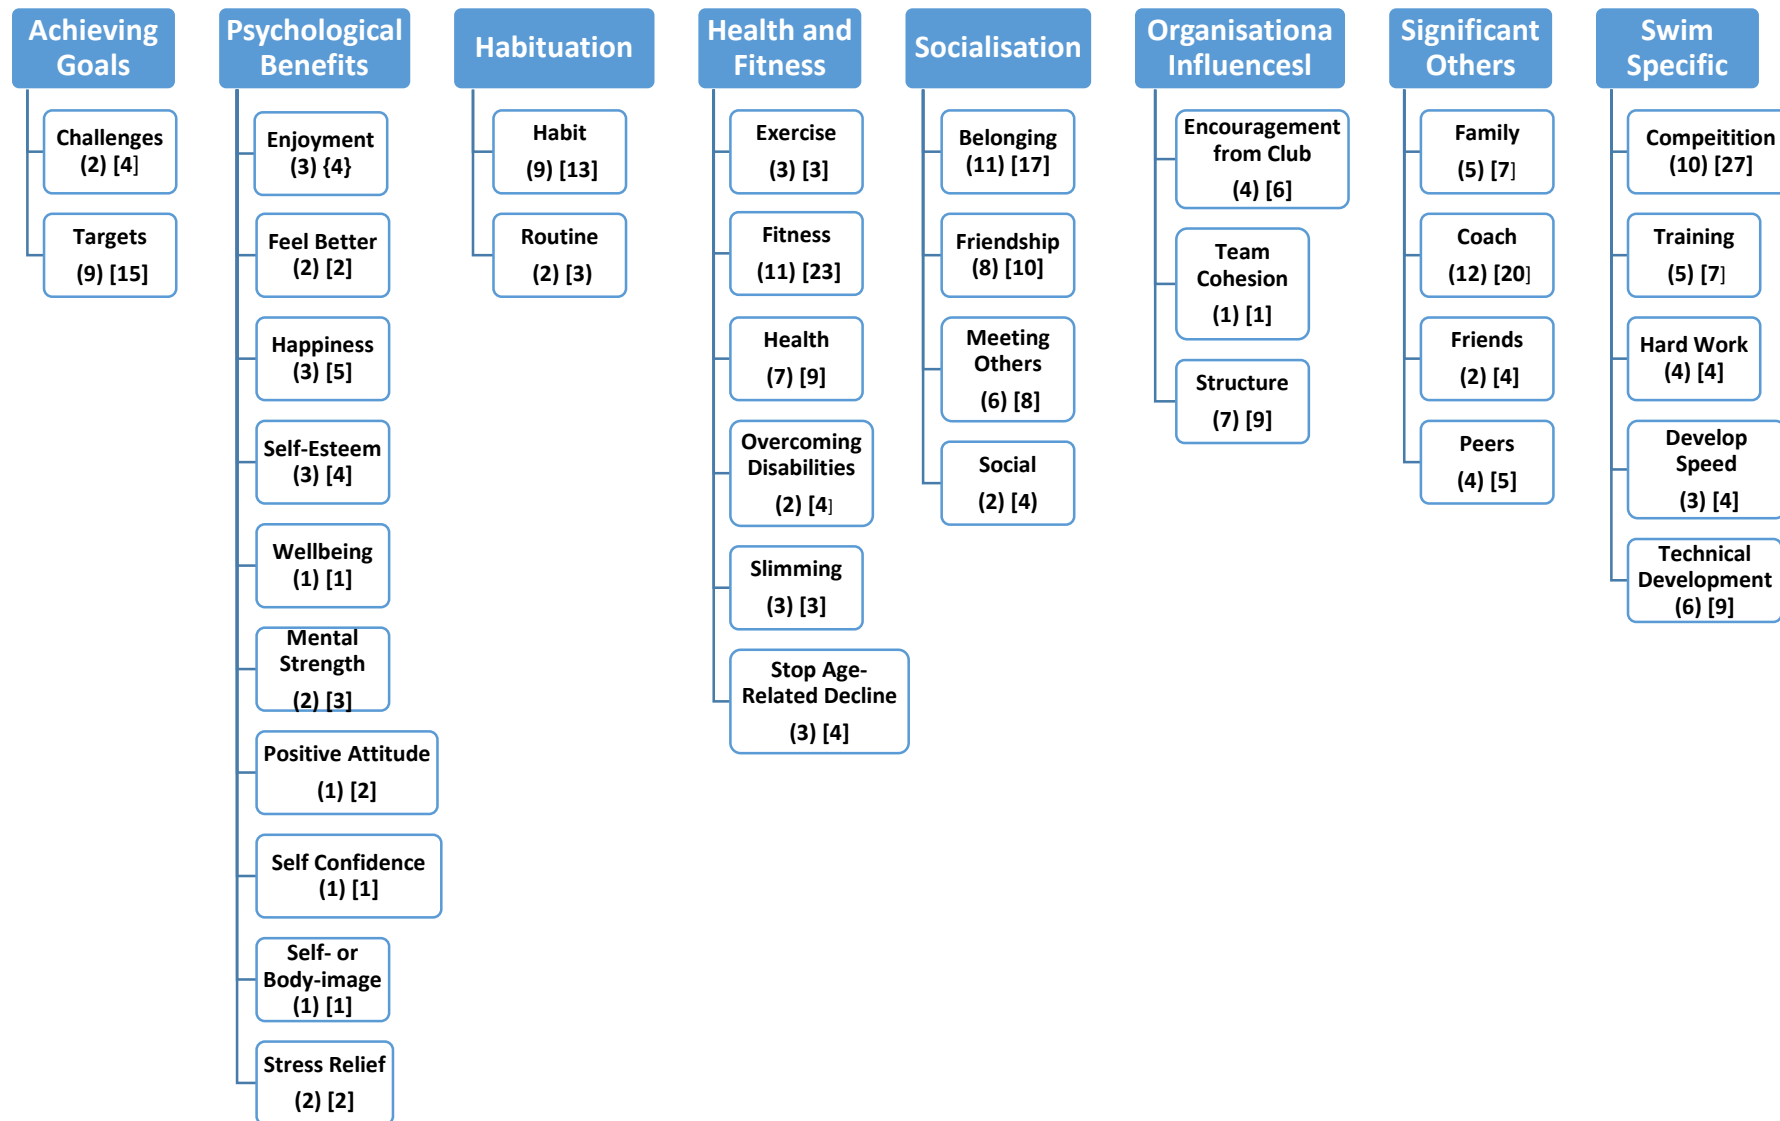 Achieving
Goals
Challenges
(2) [4]
Targets
(9) [15]
Psychological
Benefits
Enjoyment
(3) {4}
Feel Better
(2) [2]
Happiness
(3) [5]
Self-Esteem
(3) [4]
Wellbeing
(1) [1]
Mental
Strength
(2) [3]
Positive Attitude
(1) [2]
Self Confidence
(1) [1]
Self- or
Body-image
(1) [1]
Stress Relief
(2) [2]
Habituation
Habit
(9) [13]
Routine
(2) [3)
Health and
Fitness
Exercise
(3) [3]
Fitness
(11) [23]
Health
(7) [9]
Overcoming
Disabilities
(2) [4]
Slimming
(3) [3]
Stop Age-
Related Decline
(3) [4]
Socialisation
Belonging
(11) [17]
Friendship
(8) [10]
Meeting
Others
(6) [8]
Social
(2) [4)
Organisationa
Influencesl
Encouragement
from Club
(4) [6]
Team
Cohesion
(1) [1]
Structure
(7) [9]
Significant
Others
Family
(5) [7]
Coach
(12) [20]
Friends
(2) [4]
Peers
(4) [5]
Swim
Specific
Compeitition
(10) [27]
Training
(5) [7]
Hard Work
(4) [4]
Develop
Speed
(3) [4]
Technical
Development
(6) [9]